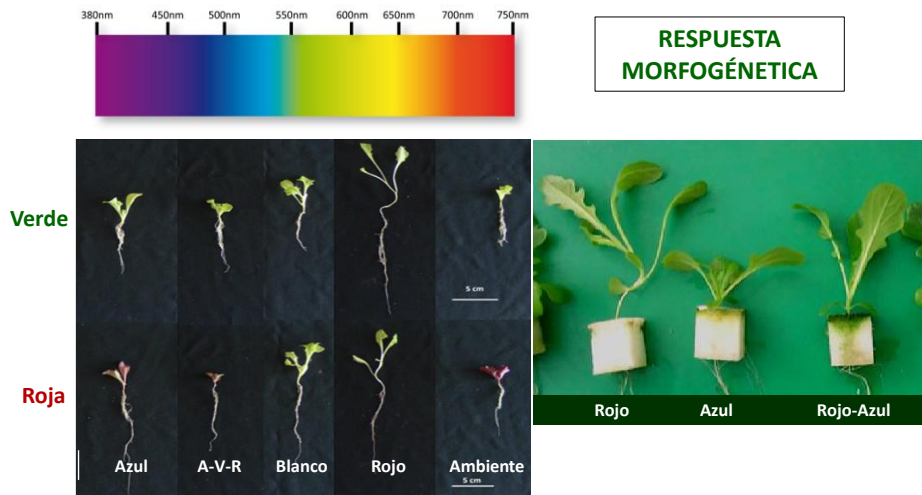 380nm 450nm 500nm 550nm 600nm 650nm 700nm 750nm
RESPUESTA
MORFOGÉNETICA
Verde
5 cm
Roja
Azul A-V-R Blanco Rojo Ambiente
5 cm
Rojo Azul Rojo-Azul